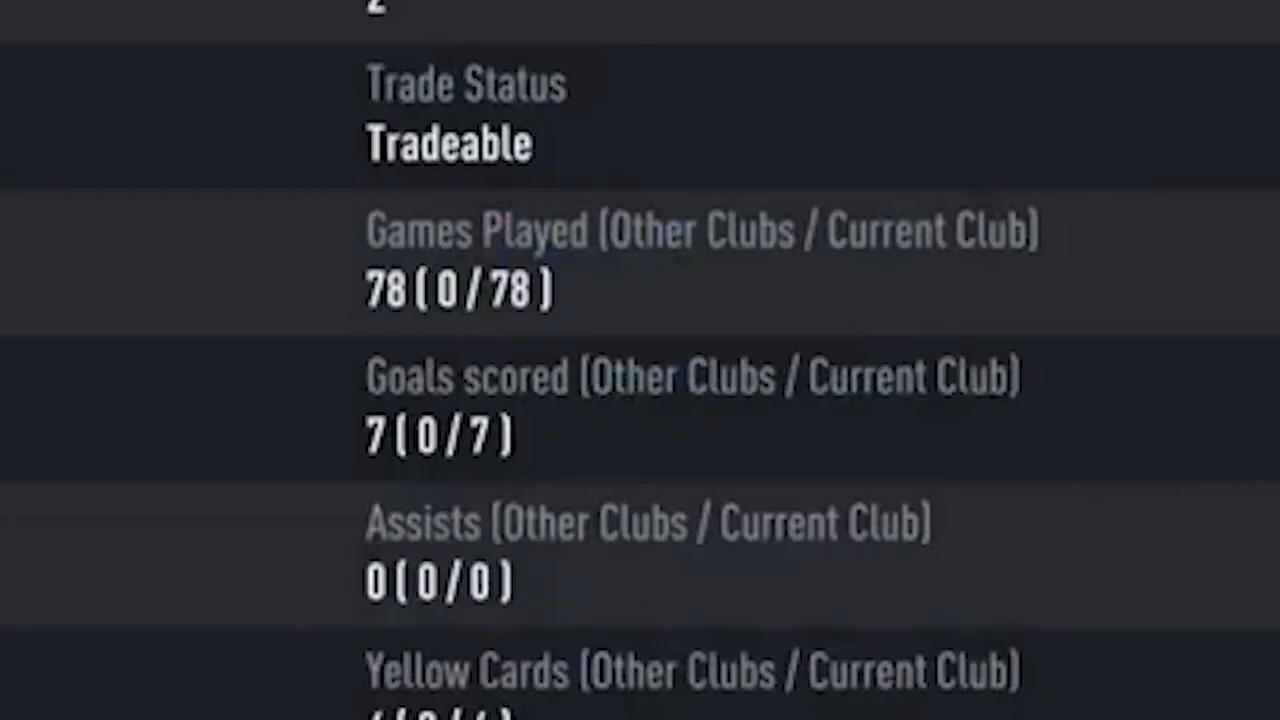 Trade Status
Tradeable
Games Played (Other Clubs / Current Club)
78 ( 0 / 78 )
Goals scored (Other Clubs / Current Club)
7 ( 0 / 7 )
Assists (Other Clubs / Current Club)
0 ( 0 / 0 )
Yellow Cards (Other Clubs / Current Club)